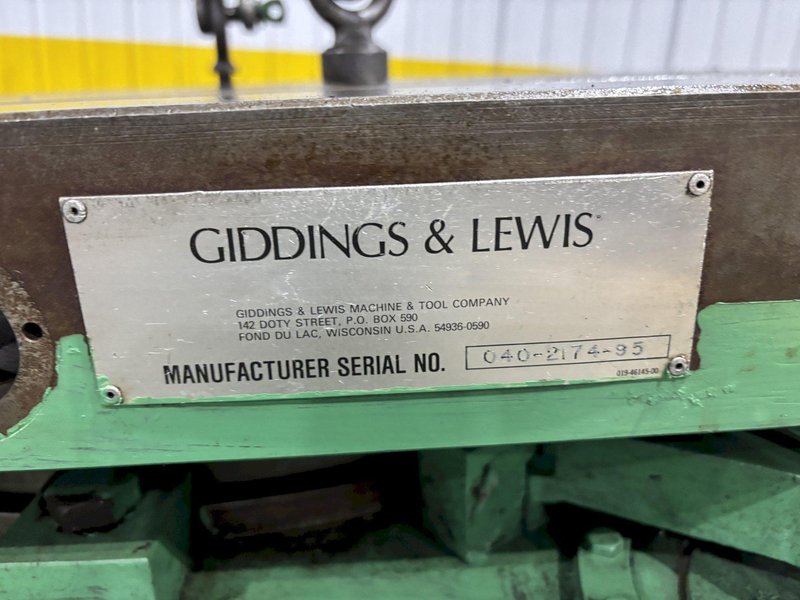 GIDDINGS & LEWIS
GIDDINGS & LEWIS MACHINE & TOOL COMPANY
142 DOTY STREET, P.O. BOX 590
FOND DU LAC, WISCONSIN U.S.A. 54936-0590
MANUFACTURER SERIAL NO. 040-2174-95
019-46145-00